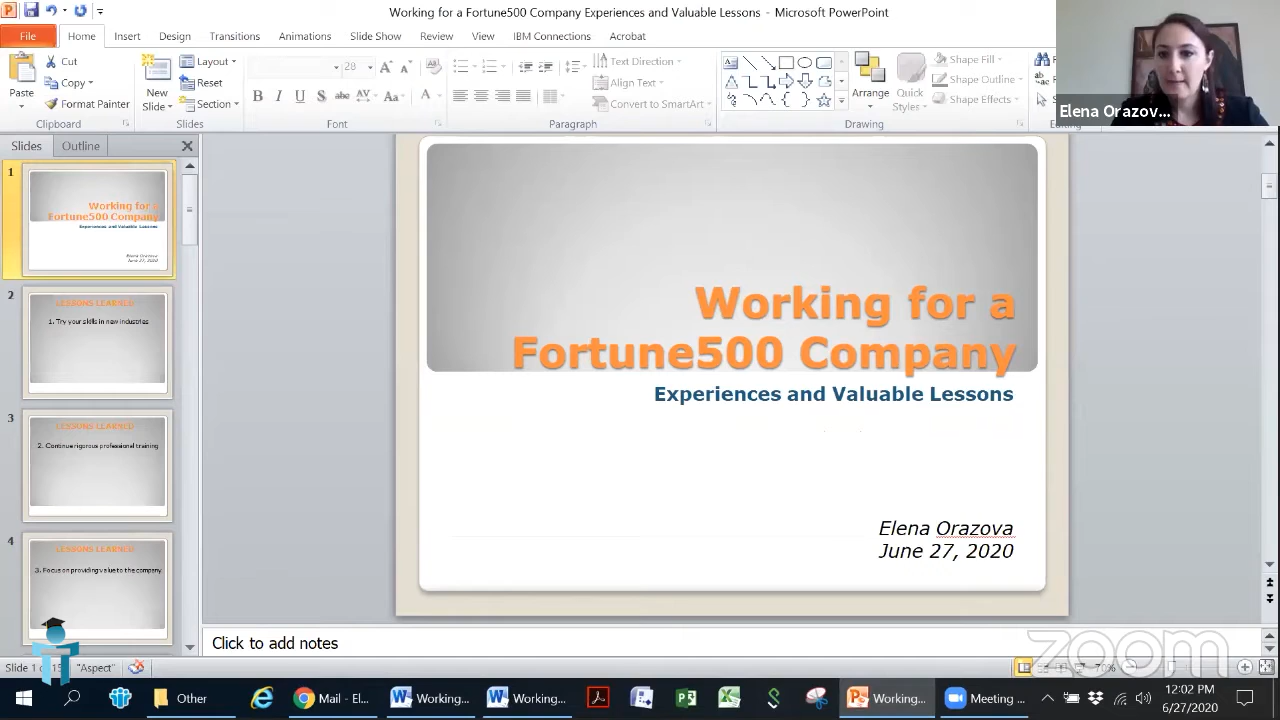 Working for a Fortune500 Company Experiences and Valuable Lessons - Microsoft PowerPoint
File Home Insert Design Transitions Animations Slide Show Review View IBM Connections Acrobat
Paste
Cut
Copy
Format Painter
Clipboard
New
Slide
Layout
Reset
Section
Slides
28
Font
Text Direction
Align Text
Convert to SmartArt
Paragraph
Arrange
Quick
Styles
Shape Fill
Shape Outline
Shape Effects
Drawing
Editing
Elena Orazov...
Slides Outline
1
Working for a
Fortune500 Company
Experiences and Valuable Lessons
Elena Orazova
June 27, 2020
2
LESSONS LEARNED
1. Try your skills in new industries
3
LESSONS LEARNED
2. Continue rigorous professional training
4
LESSONS LEARNED
3. Focus on providing value to the company
Working for a
Fortune500 Company
Experiences and Valuable Lessons
Elena Orazova
June 27, 2020
Click to add notes
zoom
Slide 1 of 15 "Aspect"
70%
Other
Mail - El...
Working...
Working...
Working...
Meeting ...
12:02 PM
6/27/2020